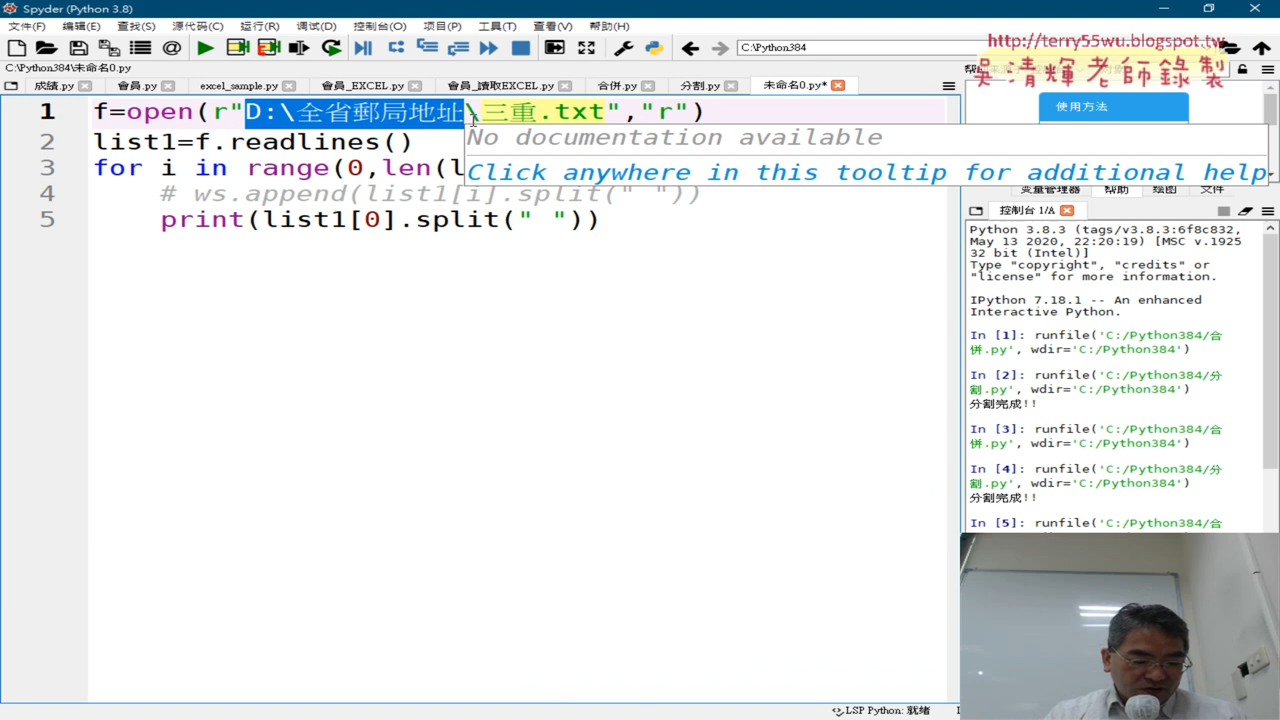 Spyder (Python 3.8)
文件(F) 编辑(E) 查找(S) 源代码(C) 运行(R) 调试(D) 控制台(O) 项目(P) 工具(T) 查看(V) 帮助(H)
C:\Python384
http://terry55wu.blogspot.tw
吳清輝老師錄製
C:\Python384\未命名0.py
成績.py 會員.py excel_sample.py 會員_EXCEL.py 會員_讀取EXCEL.py 合併.py 分割.py 未命名0.py*
1 f=open(r"D:\全省郵局地址\三重.txt","r")
2 list1=f.readlines()
3 for i in range(0,len(l
4 # ws.append(list1[i].split(" "))
5 print(list1[0].split(" "))
No documentation available
Click anywhere in this tooltip for additional help
使用方法
变量管理器 帮助 绘图 文件
控制台 1/A
Python 3.8.3 (tags/v3.8.3:6f8c832,
May 13 2020, 22:20:19) [MSC v.1925
32 bit (Intel)]
Type "copyright", "credits" or
"license" for more information.
IPython 7.18.1 -- An enhanced
Interactive Python.
In [1]: runfile('C:/Python384/合
併.py', wdir='C:/Python384')
In [2]: runfile('C:/Python384/分
割.py', wdir='C:/Python384')
分割完成!!
In [3]: runfile('C:/Python384/合
併.py', wdir='C:/Python384')
In [4]: runfile('C:/Python384/分
割.py', wdir='C:/Python384')
分割完成!!
In [5]: runfile('C:/Python384/合
LSP Python: 就绪